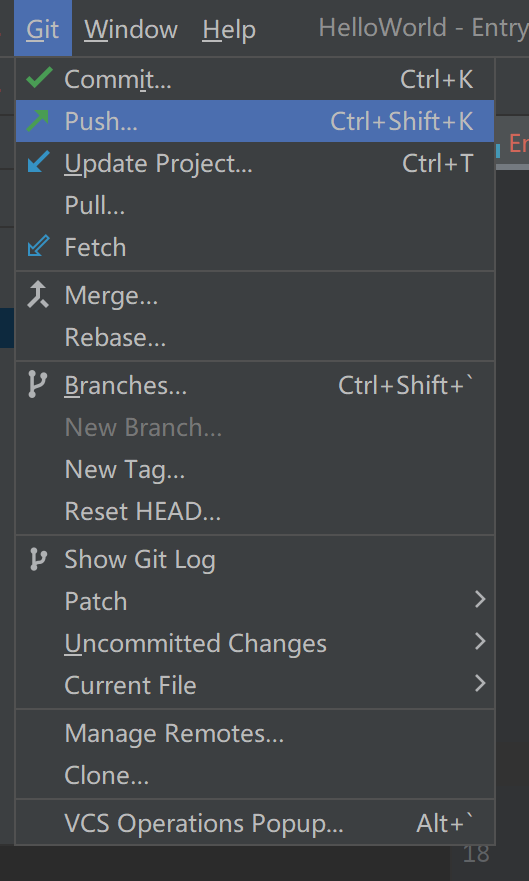 Git Window Help HelloWorld - Entry
Commit... Ctrl+K
Push... Ctrl+Shift+K
Update Project... Ctrl+T
Pull...
Fetch
Merge...
Rebase...
Branches... Ctrl+Shift+`
New Branch...
New Tag...
Reset HEAD...
Show Git Log
Patch
Uncommitted Changes
Current File
Manage Remotes...
Clone...
VCS Operations Popup... Alt+`
18